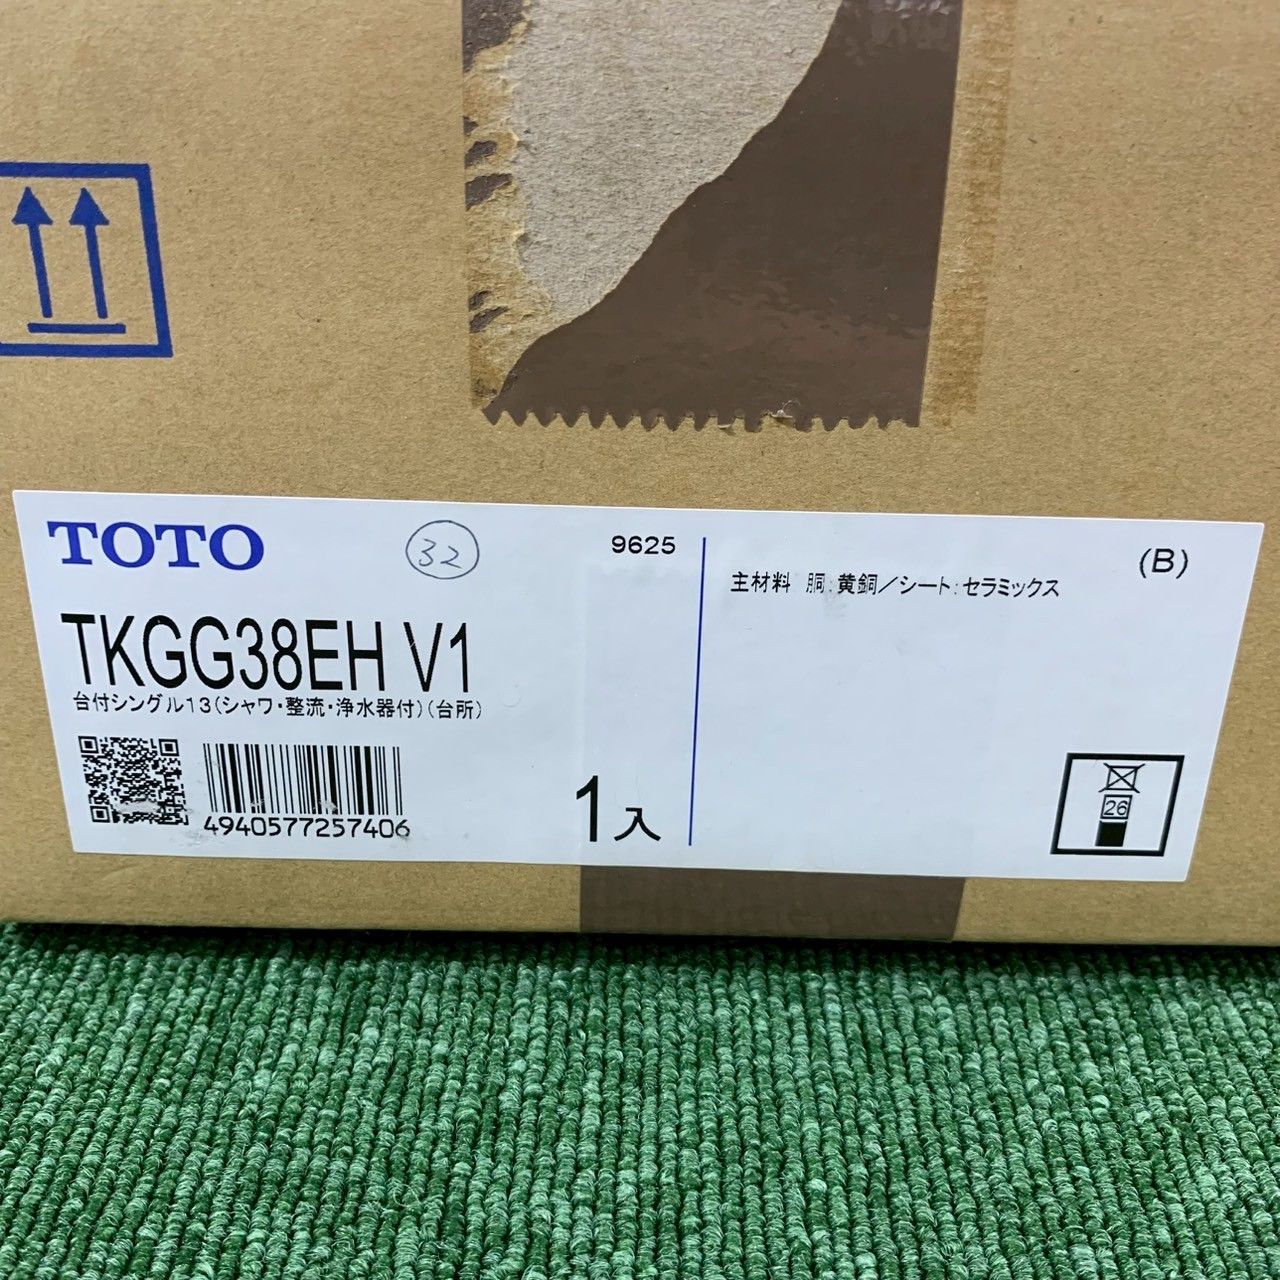 TOTO
32
9625
(B)
主材料 胴:黄銅／シート:セラミックス
TKGG38EH V1
台付シングル13(シャワ・整流・浄水器付)(台所)
4940577257406
1入
26